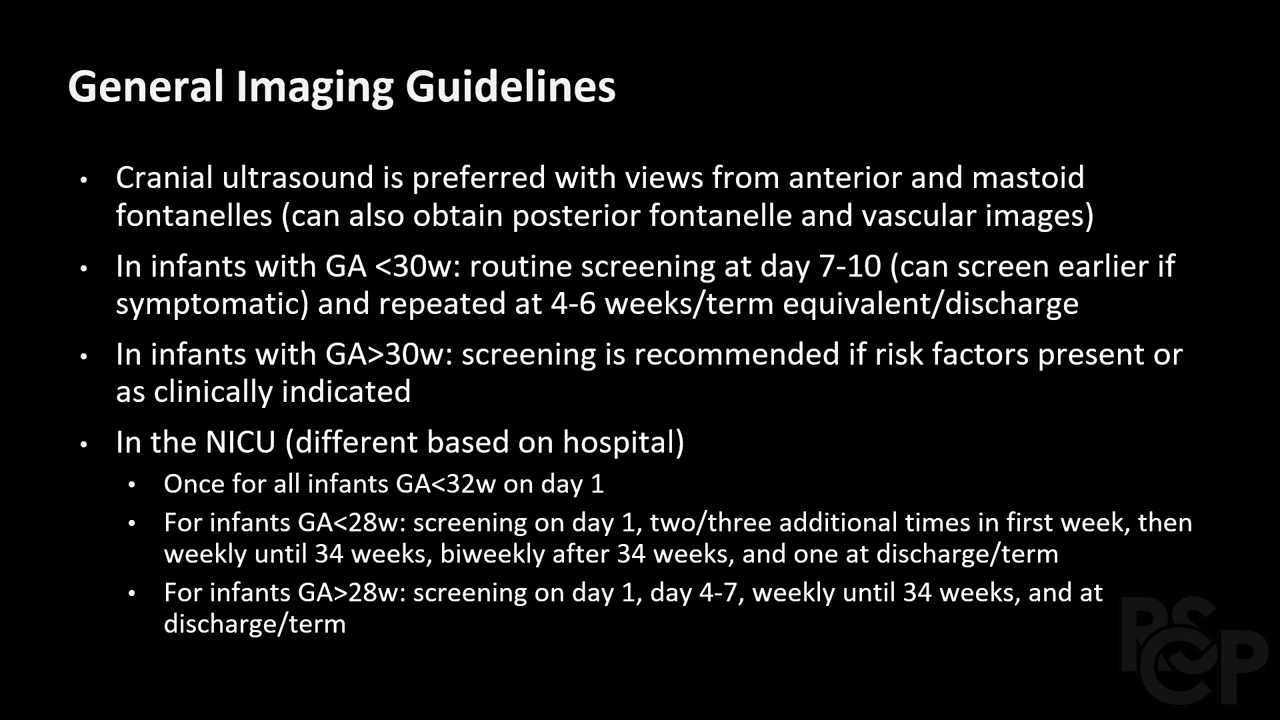 General Imaging Guidelines
• Cranial ultrasound is preferred with views from anterior and mastoid
fontanelles (can also obtain posterior fontanelle and vascular images)
• In infants with GA <30w: routine screening at day 7-10 (can screen earlier if
symptomatic) and repeated at 4-6 weeks/term equivalent/discharge
• In infants with GA>30w: screening is recommended if risk factors present or
as clinically indicated
• In the NICU (different based on hospital)
• Once for all infants GA<32w on day 1
• For infants GA<28w: screening on day 1, two/three additional times in first week, then
weekly until 34 weeks, biweekly after 34 weeks, and one at discharge/term
• For infants GA>28w: screening on day 1, day 4-7, weekly until 34 weeks, and at
discharge/term
PSCP